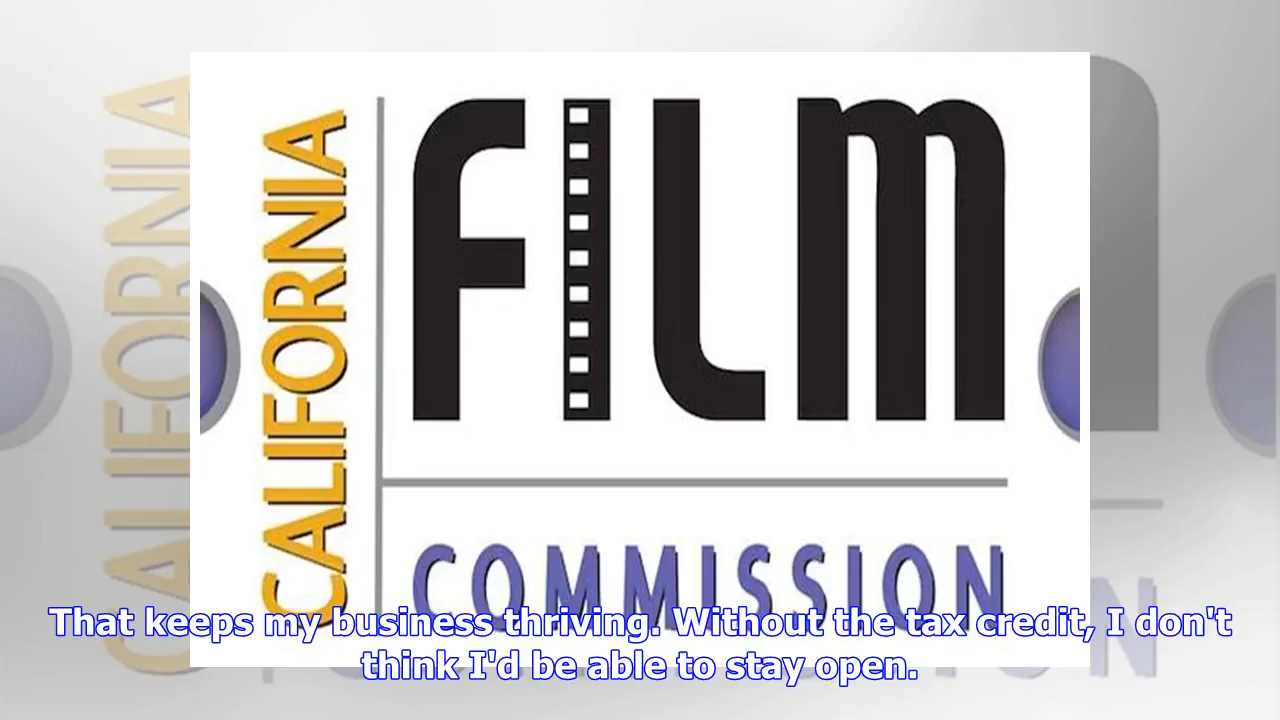 CALIFORNIA
FILM
COMMISSION
That keeps my business thriving. Without the tax credit, I don't
think I'd be able to stay open.